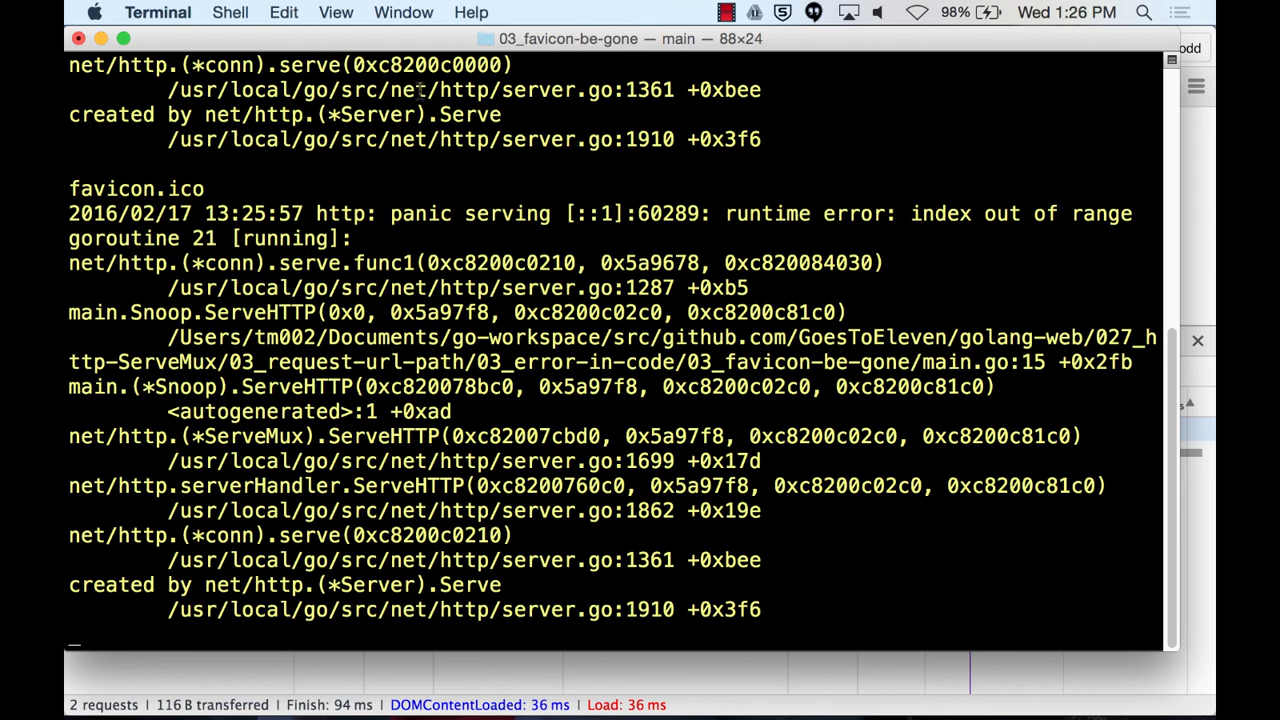 Terminal Shell Edit View Window Help 98% Wed 1:26 PM
03_favicon-be-gone — main — 88×24
odd
net/http.(*conn).serve(0xc8200c0000)
/usr/local/go/src/net/http/server.go:1361 +0xbee
created by net/http.(*Server).Serve
/usr/local/go/src/net/http/server.go:1910 +0x3f6
favicon.ico
2016/02/17 13:25:57 http: panic serving [::1]:60289: runtime error: index out of range
goroutine 21 [running]:
net/http.(*conn).serve.func1(0xc8200c0210, 0x5a9678, 0xc820084030)
/usr/local/go/src/net/http/server.go:1287 +0xb5
main.Snoop.ServeHTTP(0x0, 0x5a97f8, 0xc8200c02c0, 0xc8200c81c0)
/Users/tm002/Documents/go-workspace/src/github.com/GoesToEleven/golang-web/027_h
ttp-ServeMux/03_request-url-path/03_error-in-code/03_favicon-be-gone/main.go:15 +0x2fb
main.(*Snoop).ServeHTTP(0xc820078bc0, 0x5a97f8, 0xc8200c02c0, 0xc8200c81c0)
<autogenerated>:1 +0xad
net/http.(*ServeMux).ServeHTTP(0xc82007cbd0, 0x5a97f8, 0xc8200c02c0, 0xc8200c81c0)
/usr/local/go/src/net/http/server.go:1699 +0x17d
net/http.serverHandler.ServeHTTP(0xc8200760c0, 0x5a97f8, 0xc8200c02c0, 0xc8200c81c0)
/usr/local/go/src/net/http/server.go:1862 +0x19e
net/http.(*conn).serve(0xc8200c0210)
/usr/local/go/src/net/http/server.go:1361 +0xbee
created by net/http.(*Server).Serve
/usr/local/go/src/net/http/server.go:1910 +0x3f6
2 requests | 116 B transferred | Finish: 94 ms | DOMContentLoaded: 36 ms | Load: 36 ms